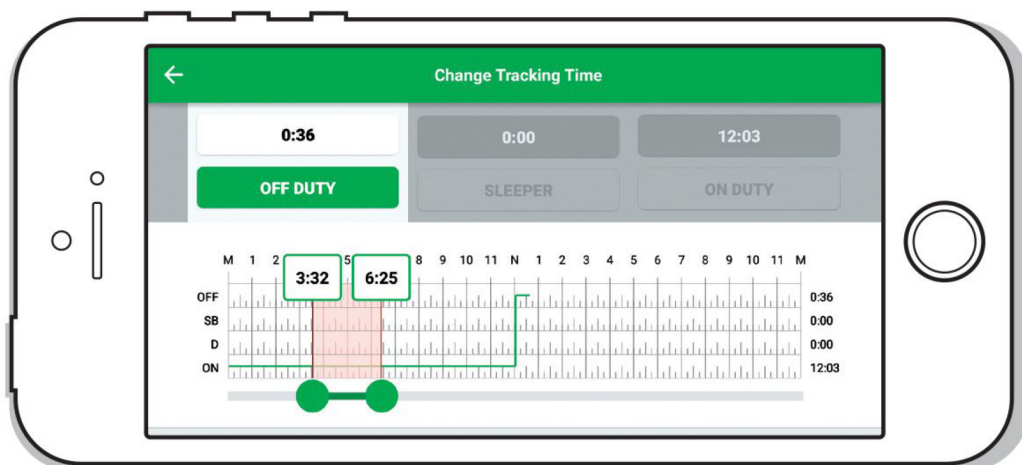 Change Tracking Time
0:36 0:00 12:03
OFF DUTY SLEEPER ON DUTY
M 1 2 5 8 9 10 11 N 1 2 3 4 5 6 7 8 9 10 11 M
3:32 6:25
OFF 0:36
SB 0:00
D 0:00
ON 12:03